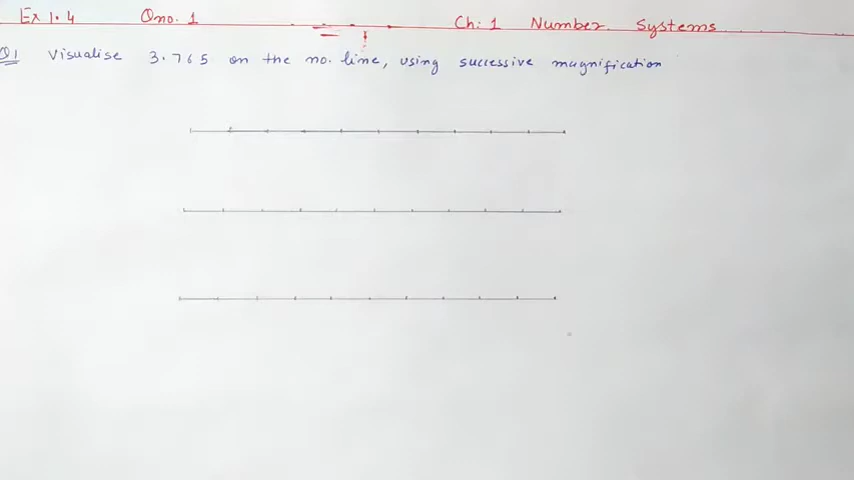 Ex 1.4 Qno. 1 Ch: 1 Number Systems
Q1 Visualise 3.765 on the no. line, using successive magnification